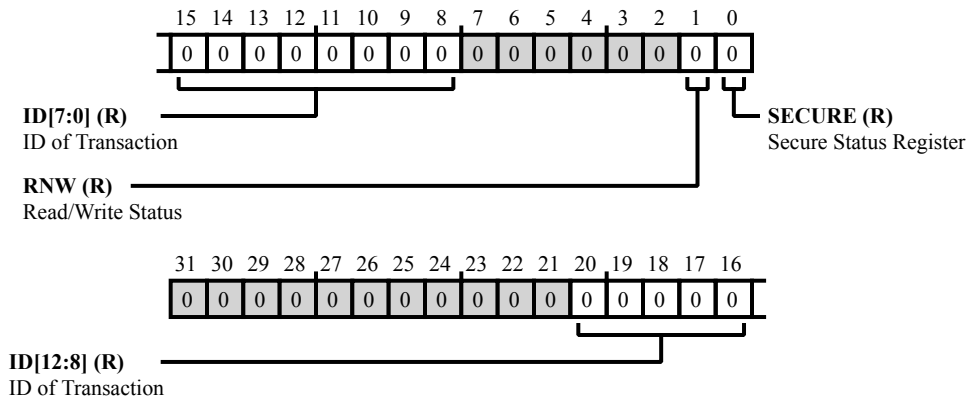 15 14 13 12 11 10 9 8 7 6 5 4 3 2 1 0
0 0 0 0 0 0 0 0 0 0 0 0 0 0 0 0
ID[7:0] (R)
ID of Transaction
SECURE (R)
Secure Status Register
RNW (R)
Read/Write Status
31 30 29 28 27 26 25 24 23 22 21 20 19 18 17 16
0 0 0 0 0 0 0 0 0 0 0 0 0 0 0 0
ID[12:8] (R)
ID of Transaction